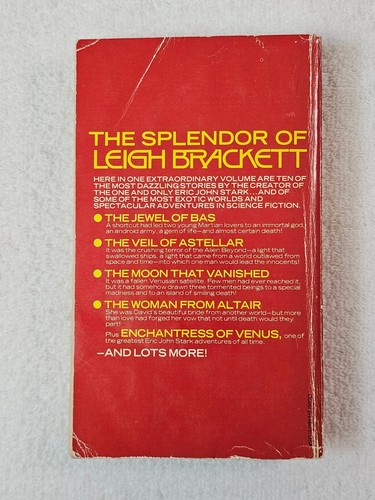 THE SPLENDOR OF
LEIGH BRACKETT
HERE IN ONE EXTRAORDINARY VOLUME ARE TEN OF
THE MOST DAZZLING STORIES BY THE CREATOR OF
THE ONE AND ONLY ERIC JOHN STARK...AND OF
SOME OF THE MOST EXOTIC WORLDS AND
SPECTACULAR ADVENTURES IN SCIENCE FICTION.
● THE JEWEL OF BAS
A shortcut had led two young Martian lovers to an immortal god,
an android army, a gem of life—and almost certain death!
● THE VEIL OF ASTELLAR
It was the crushing terror of the Alien Beyond—a light that
swallowed ships, a light that came from a world outlawed from
space and time—into which one man would lead the innocents!
● THE MOON THAT VANISHED
It was a fallen Venusian satellite. Few men had ever reached
it, but it had somehow drawn three tormented beings to a special
madness and to an island of smiling death!
● THE WOMAN FROM ALTAIR
She was David's beautiful bride from another world—but more
than love had forged her vow that not until death would they
part!
Plus ENCHANTRESS OF VENUS, one of
the greatest Eric John Stark adventures of all time.
—AND LOTS MORE!